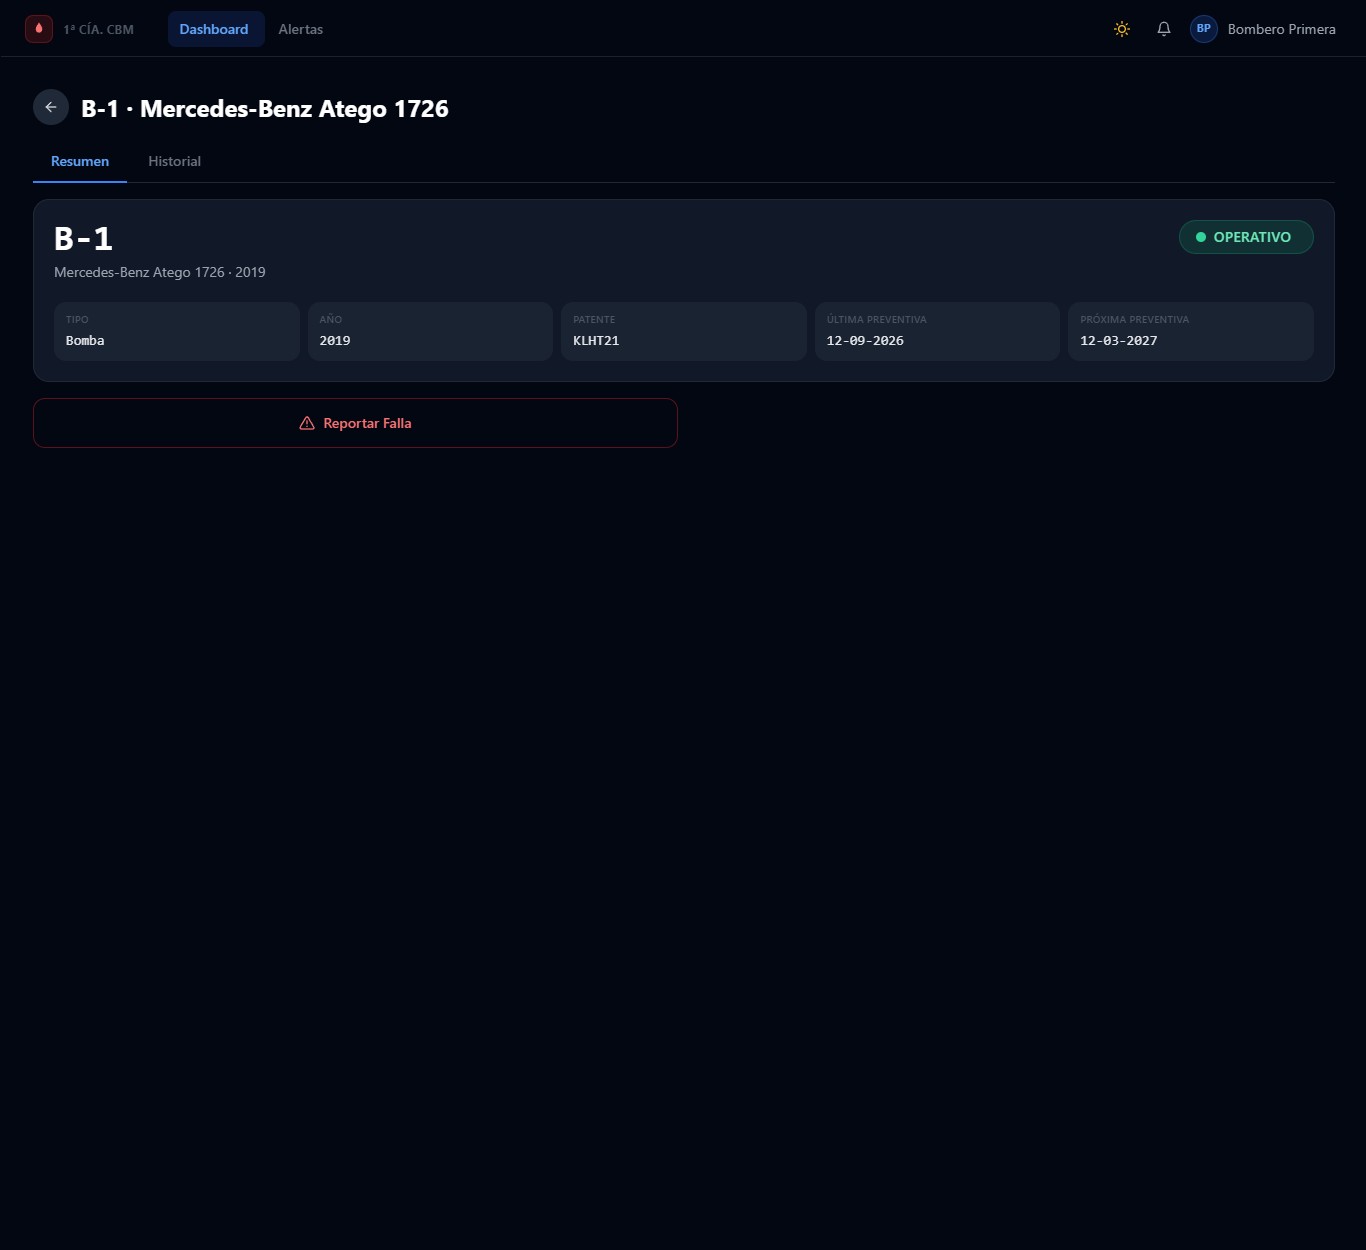 1ª CÍA. CBM
Dashboard
Alertas
BP
Bombero Primera
B-1 · Mercedes-Benz Atego 1726
Resumen
Historial
B-1
OPERATIVO
Mercedes-Benz Atego 1726 · 2019
TIPO
Bomba
AÑO
2019
PATENTE
KLHT21
ÚLTIMA PREVENTIVA
12-09-2026
PRÓXIMA PREVENTIVA
12-03-2027
Reportar Falla